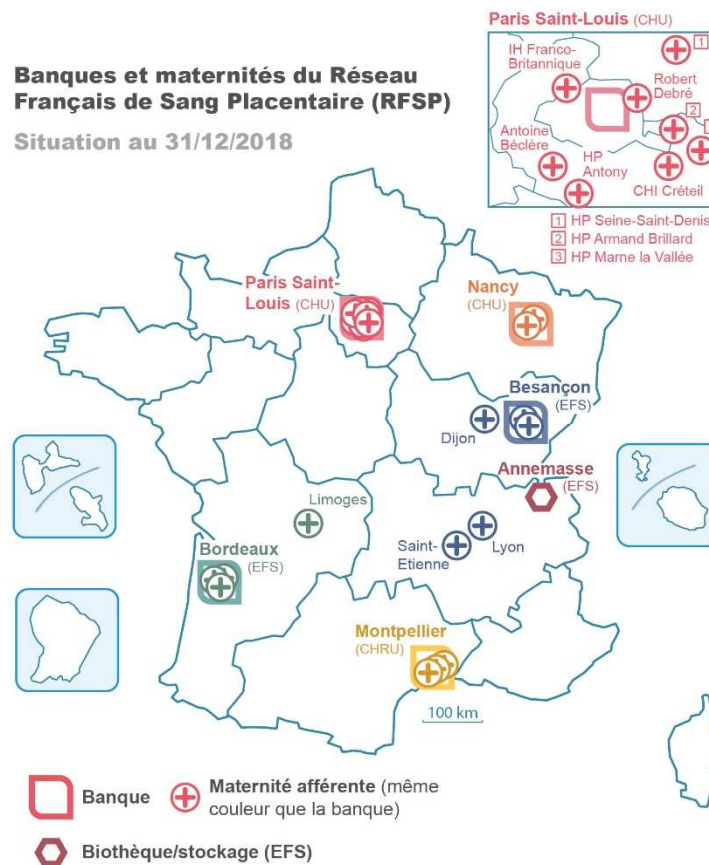 Banques et maternités du Réseau
Français de Sang Placentaire (RFSP)
Situation au 31/12/2018
Paris Saint-Louis (CHU)
IH Franco-
Britannique
1
Robert
Debré
2
Antoine
Béclère
HP
Antony
CHI Créteil
1 HP Seine-Saint-Denis
2 HP Armand Brillard
3 HP Marne la Vallée
Paris Saint-
Louis (CHU)
Nancy
(CHU)
Besançon
(EFS)
Dijon
Annemasse
(EFS)
Limoges
Saint-
Etienne
Lyon
Bordeaux
(EFS)
Montpellier
(CHRU)
100 km
Banque
Maternité afférente (même
couleur que la banque)
Biothèque/stockage (EFS)